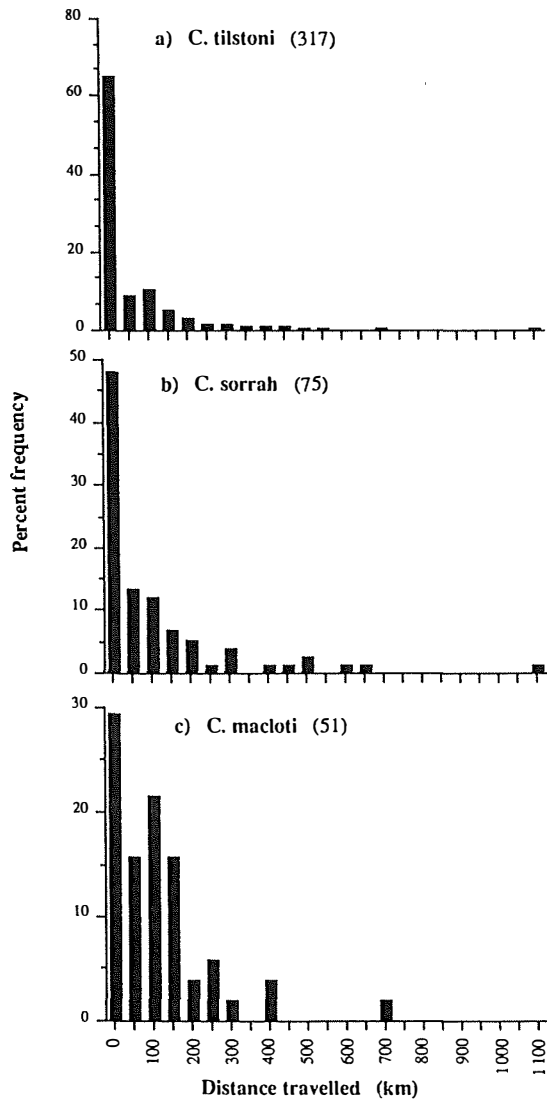 80
a) C. tilstoni (317)
60
40
20
0
50
b) C. sorrah (75)
40
30
20
10
0
Percent frequency
30
c) C. macloti (51)
20
10
0
0 100 200 300 400 500 600 700 800 900 1000 1100
Distance travelled (km)